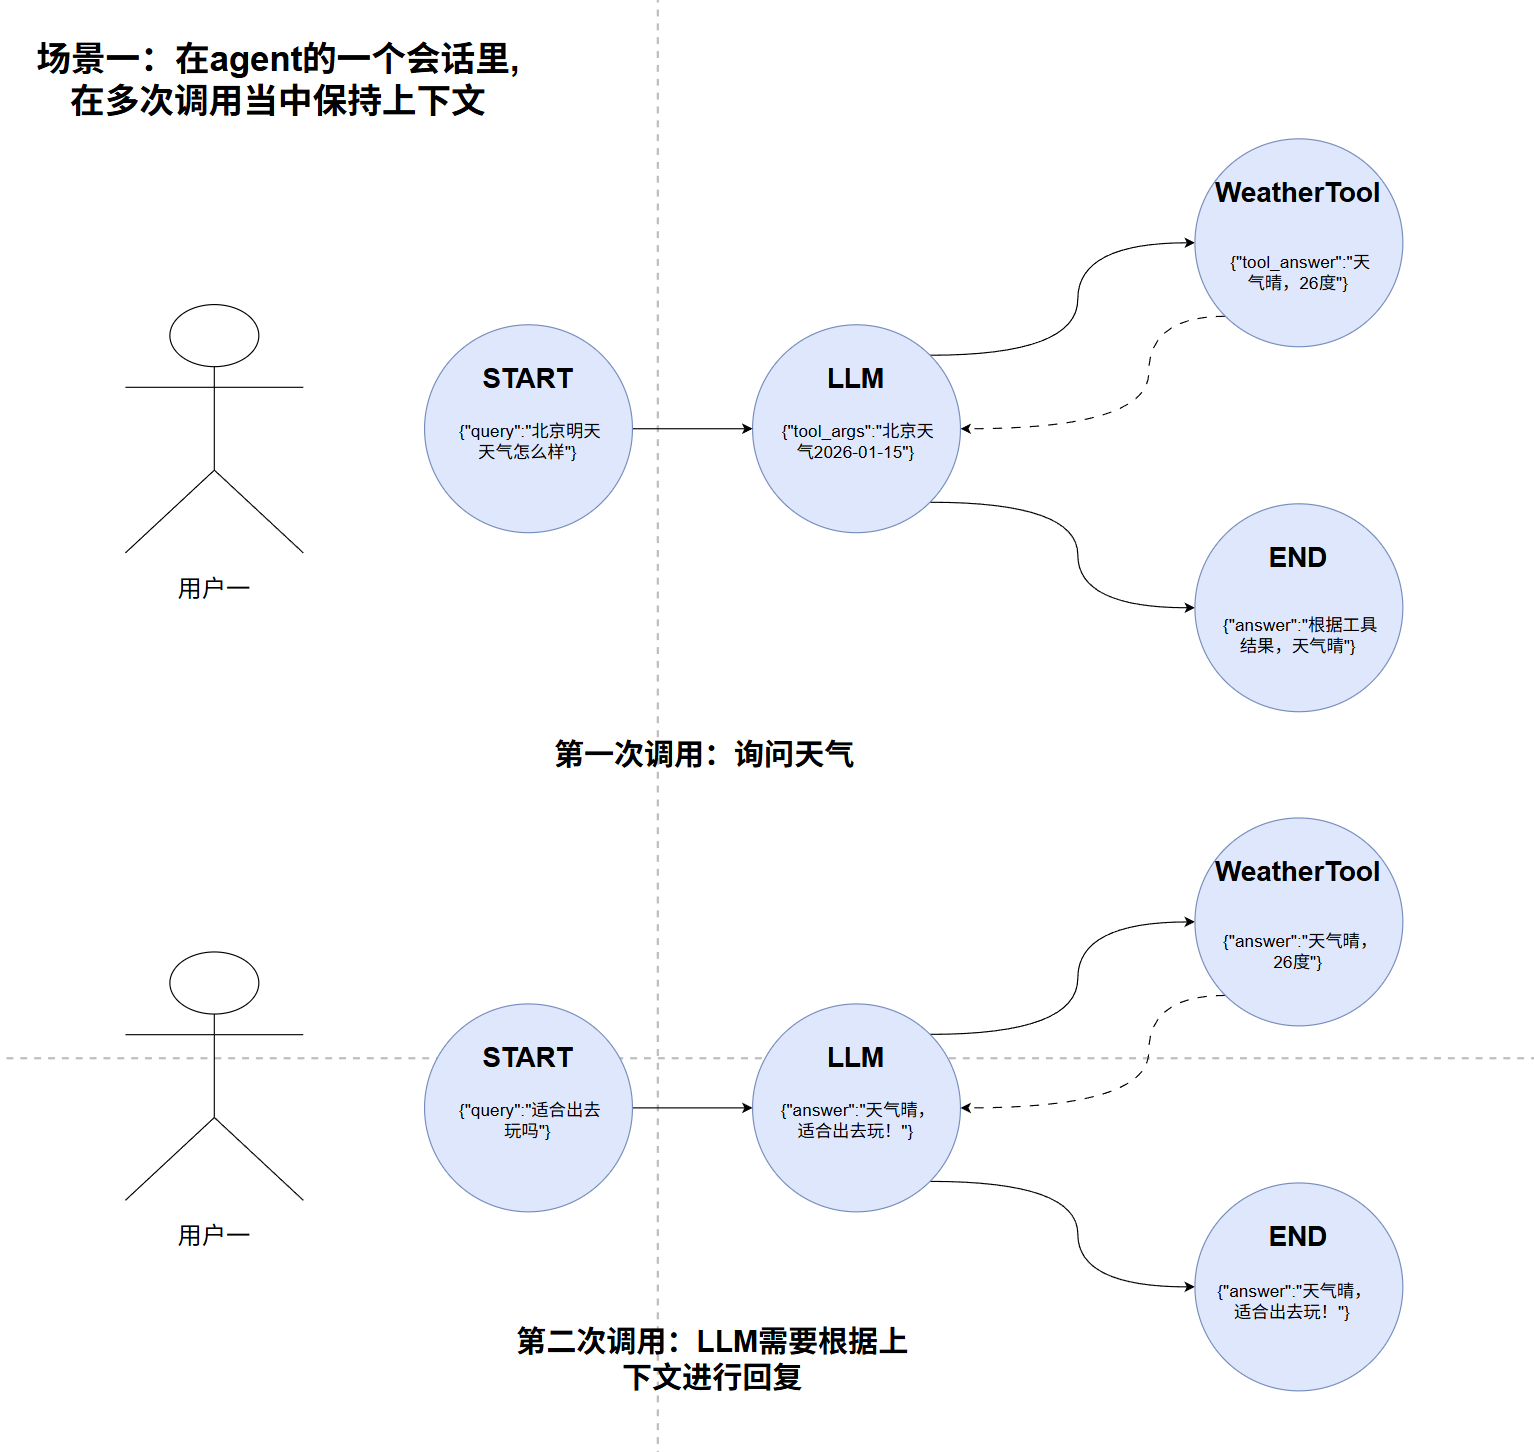 场景一：在agent的一个会话里,
在多次调用当中保持上下文
WeatherTool
{"tool_answer":"天
气晴，26度"}
START
{"query":"北京明天
天气怎么样"}
LLM
{"tool_args":"北京天
气2026-01-15"}
END
{"answer":"根据工具
结果，天气晴"}
用户一
第一次调用：询问天气
WeatherTool
{"answer":"天气晴，
26度"}
START
{"query":"适合出去
玩吗"}
LLM
{"answer":"天气晴，
适合出去玩！"}
用户一
END
{"answer":"天气晴，
适合出去玩！"}
第二次调用：LLM需要根据上
下文进行回复